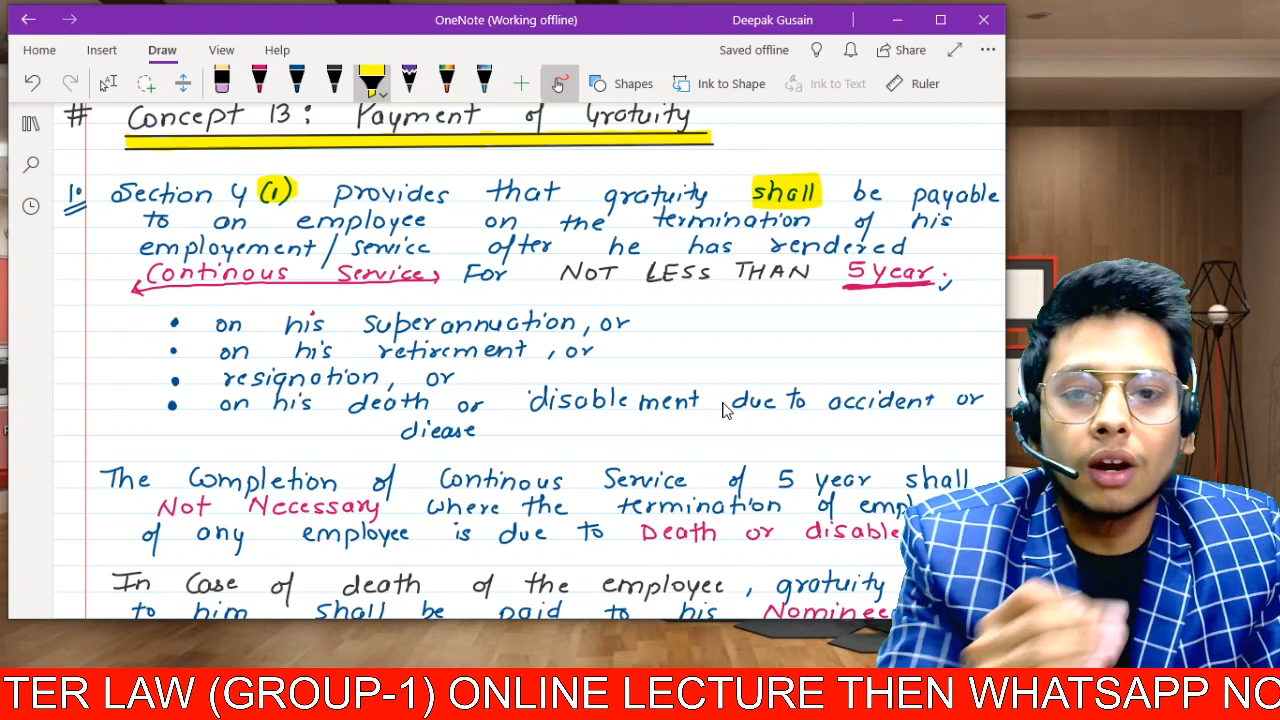 OneNote (Working offline)
Deepak Gusain
Home
Insert
Draw
View
Help
Saved offline
Share
Shapes
Ink to Shape
Ink to Text
Ruler
# Concept 13 : Payment of Gratuity
1. Section 4 (1) provides that gratuity shall be payable
to an employee on the termination of his
employement / service after he has rendered
Continous Service For NOT LESS THAN 5 year :
• on his superannuation, or
• on his retirement , or
• resignation, or
• on his death or disablement due to accident or
diease
The Completion of Continous Service of 5 year shall
Not Necessary where the termination of emp
of any employee is due to Death or disable
In Case of death of the employee , gratuity
to him shall be paid to his Nominee
TER LAW (GROUP-1) ONLINE LECTURE THEN WHATSAPP NO